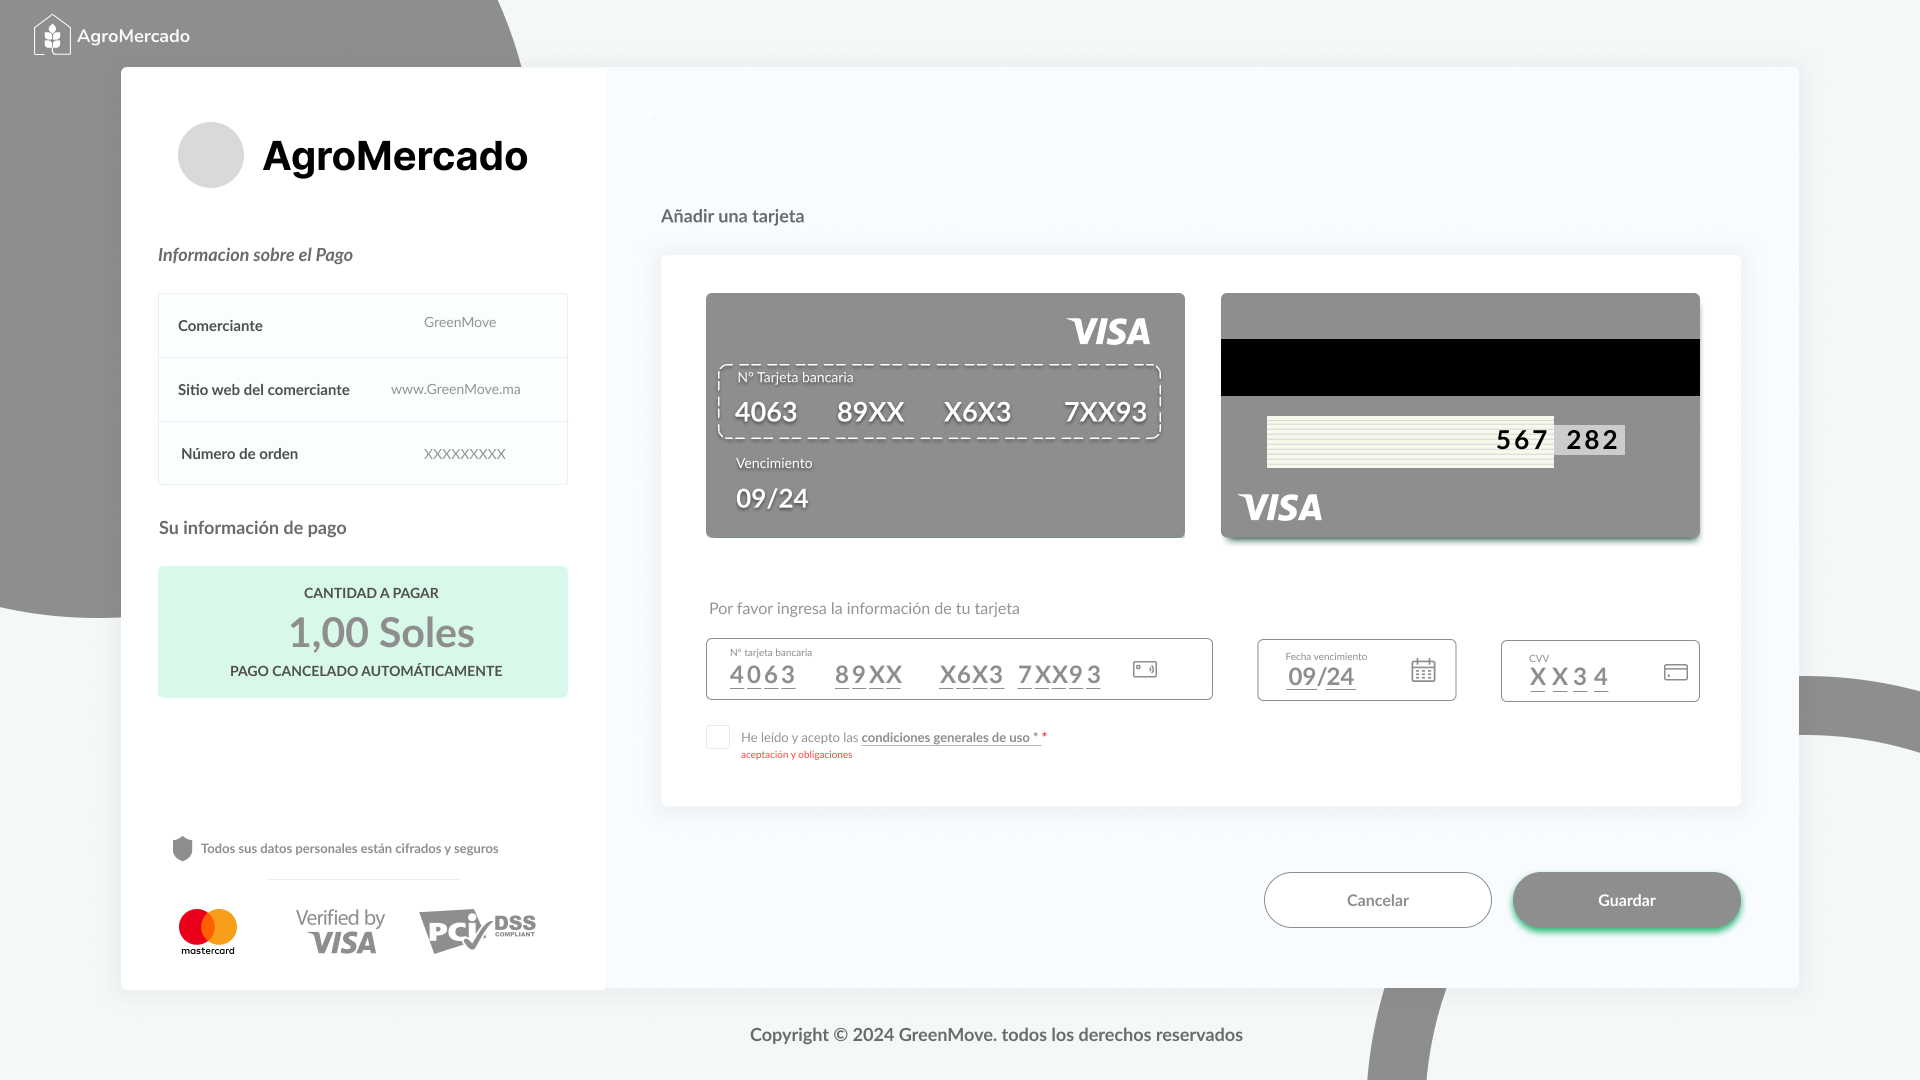 AgroMercado
AgroMercado
Informacion sobre el Pago
Comerciante GreenMove
Sitio web del comerciante www.GreenMove.ma
Número de orden XXXXXXXXX
Su información de pago
CANTIDAD A PAGAR
1,00 Soles
PAGO CANCELADO AUTOMÁTICAMENTE
Todos sus datos personales están cifrados y seguros
mastercard
Verified by
VISA
PCi DSS
COMPLIANT
Añadir una tarjeta
VISA
N° Tarjeta bancaria
4063 89XX X6X3 7XX93
Vencimiento
09/24
567 282
VISA
Por favor ingresa la información de tu tarjeta
N° tarjeta bancaria
4063 89XX X6X3 7XX93
Fecha vencimiento
09/24
CVV
XX34
He leído y acepto las condiciones generales de uso * *
aceptación y obligaciones
Cancelar
Guardar
Copyright © 2024 GreenMove. todos los derechos reservados